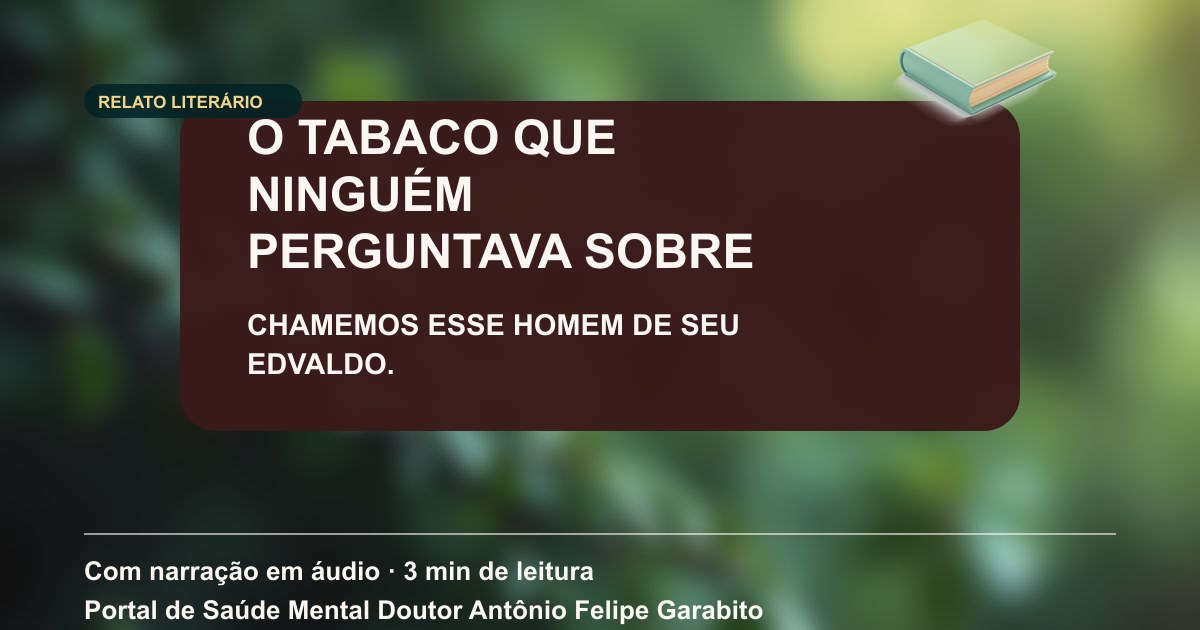 RELATO LITERÁRIO
O TABACO QUE
NINGUÉM
PERGUNTAVA SOBRE
CHAMEMOS ESSE HOMEM DE SEU
EDVALDO.
Com narração em áudio · 3 min de leitura
Portal de Saúde Mental Doutor Antônio Felipe Garabito